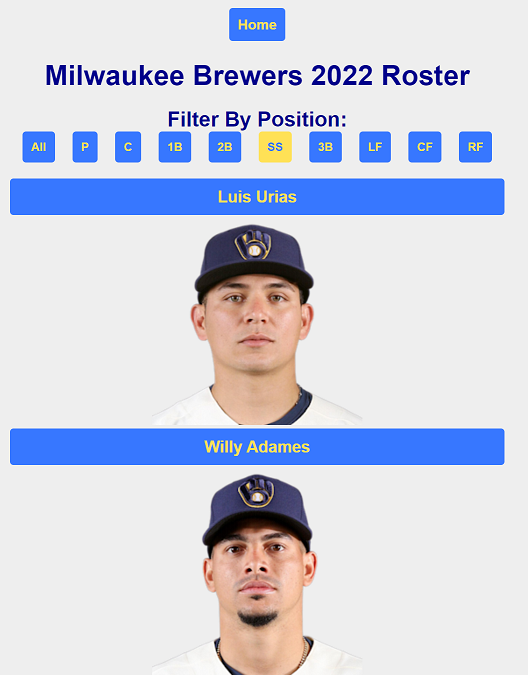 Home
Milwaukee Brewers 2022 Roster
Filter By Position:
All P C 1B 2B SS 3B LF CF RF
Luis Urias
Willy Adames